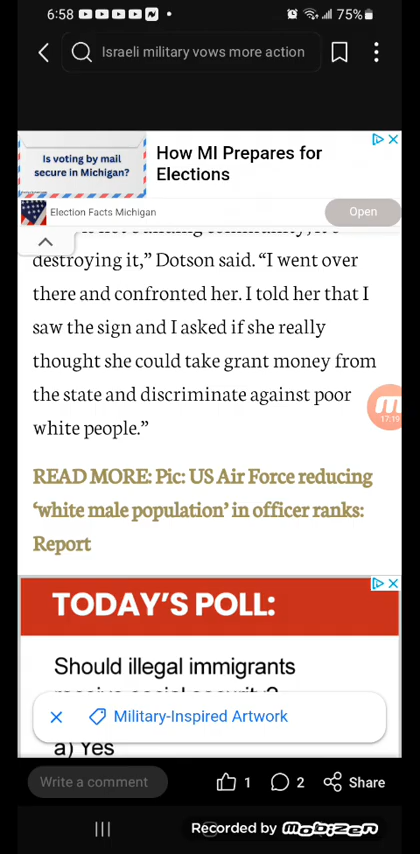 6:58
75%
Israeli military vows more action
Is voting by mail
secure in Michigan?
How MI Prepares for
Elections
Election Facts Michigan
Open
destroying it,” Dotson said. “I went over
there and confronted her. I told her that I
saw the sign and I asked if she really
thought she could take grant money from
the state and discriminate against poor
white people.”
17:19
READ MORE: Pic: US Air Force reducing
‘white male population’ in officer ranks:
Report
TODAY’S POLL:
Should illegal immigrants
Military-Inspired Artwork
a) Yes
Write a comment
1
2
Share
Recorded by mobizen